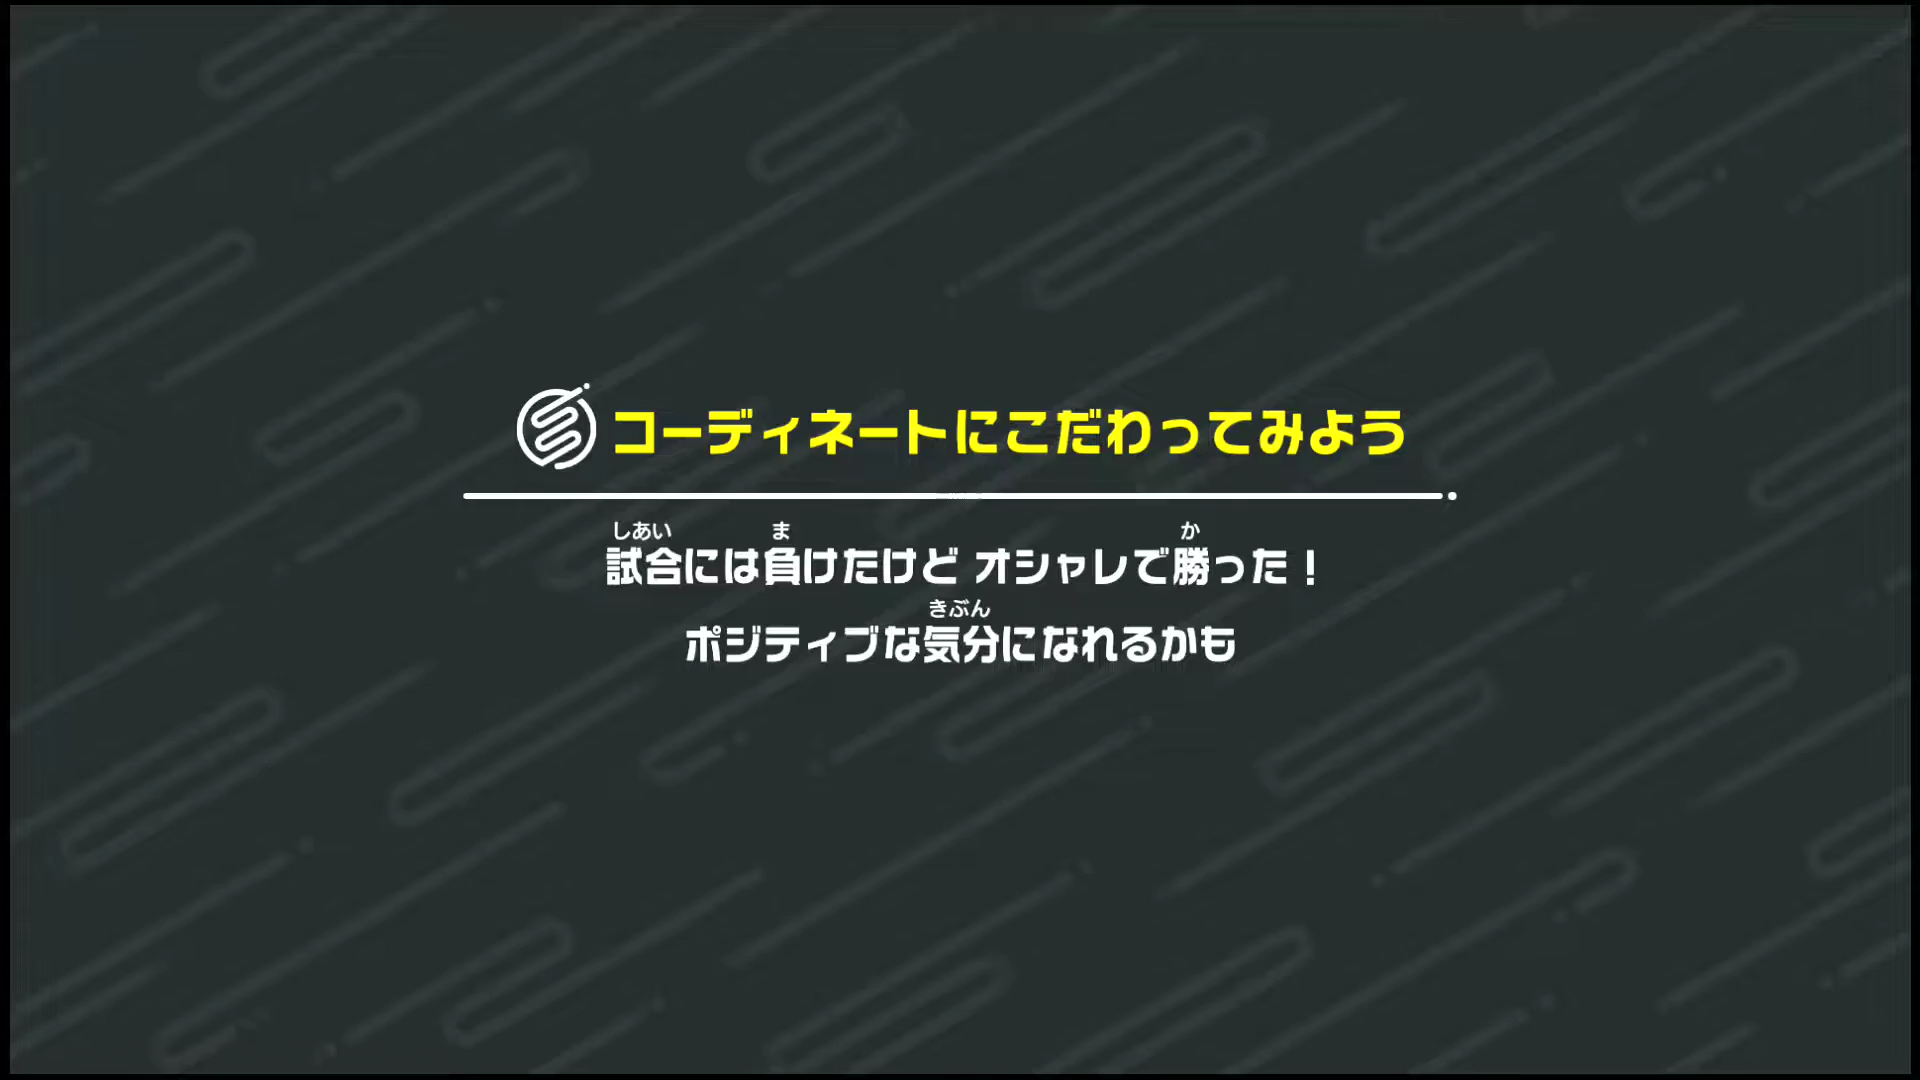 コーディネートにこだわってみよう
しあい ま か
試合には負けたけど オシャレで勝った！
きぶん
ポジティブな気分になれるかも